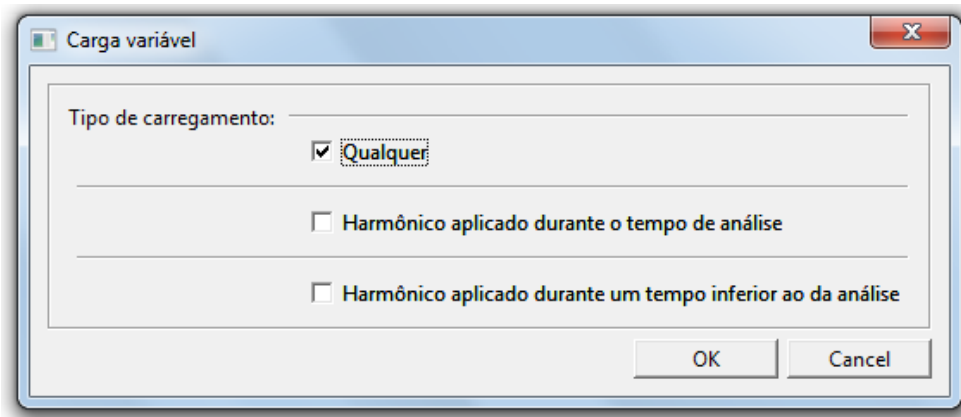 Carga variável
Tipo de carregamento:
Qualquer
Harmônico aplicado durante o tempo de análise
Harmônico aplicado durante um tempo inferior ao da análise
OK Cancel